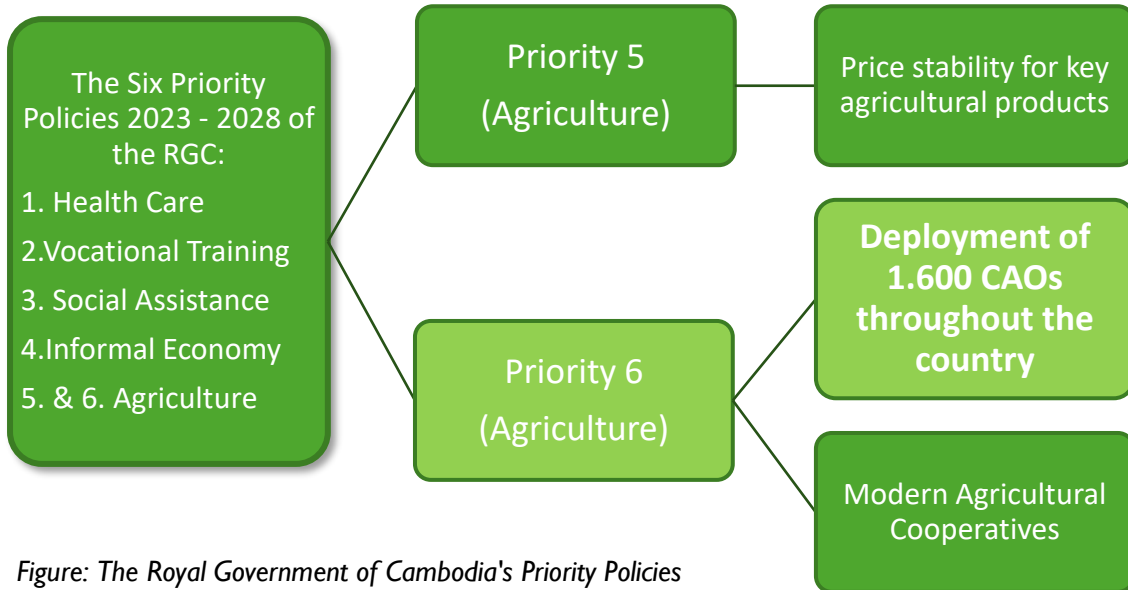 The Six Priority
Policies 2023 - 2028 of
the RGC:
1. Health Care
2.Vocational Training
3. Social Assistance
4.Informal Economy
5. & 6. Agriculture
Priority 5
(Agriculture)
Price stability for key
agricultural products
Priority 6
(Agriculture)
Deployment of
1.600 CAOs
throughout the
country
Modern Agricultural
Cooperatives
Figure: The Royal Government of Cambodia's Priority Policies